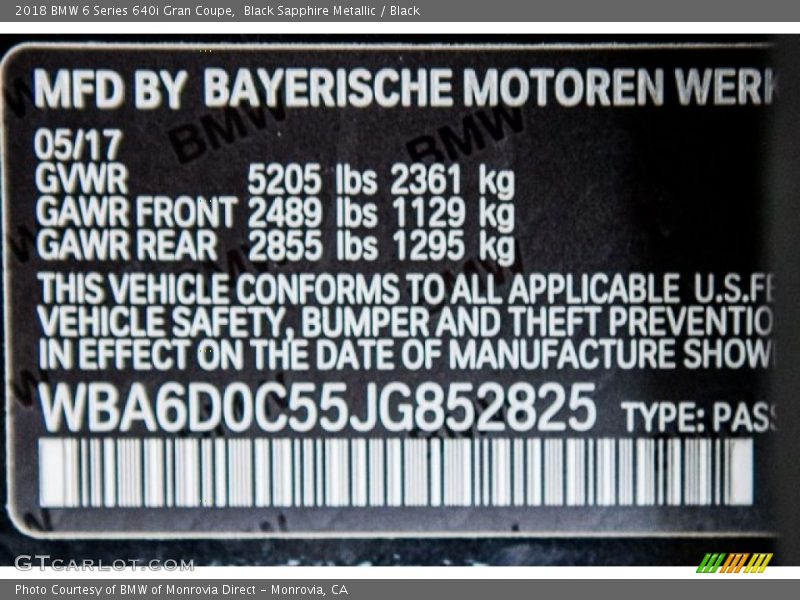 2018 BMW 6 Series 640i Gran Coupe, Black Sapphire Metallic / Black
MFD BY BAYERISCHE MOTOREN WERK
05/17
GVWR 5205 lbs 2361 kg
GAWR FRONT 2489 lbs 1129 kg
GAWR REAR 2855 lbs 1295 kg
THIS VEHICLE CONFORMS TO ALL APPLICABLE U.S.FE
VEHICLE SAFETY, BUMPER AND THEFT PREVENTIO
IN EFFECT ON THE DATE OF MANUFACTURE SHOW
WBA6D0C55JG852825 TYPE: PASS
GTCARLOT.COM
Photo Courtesy of BMW of Monrovia Direct - Monrovia, CA